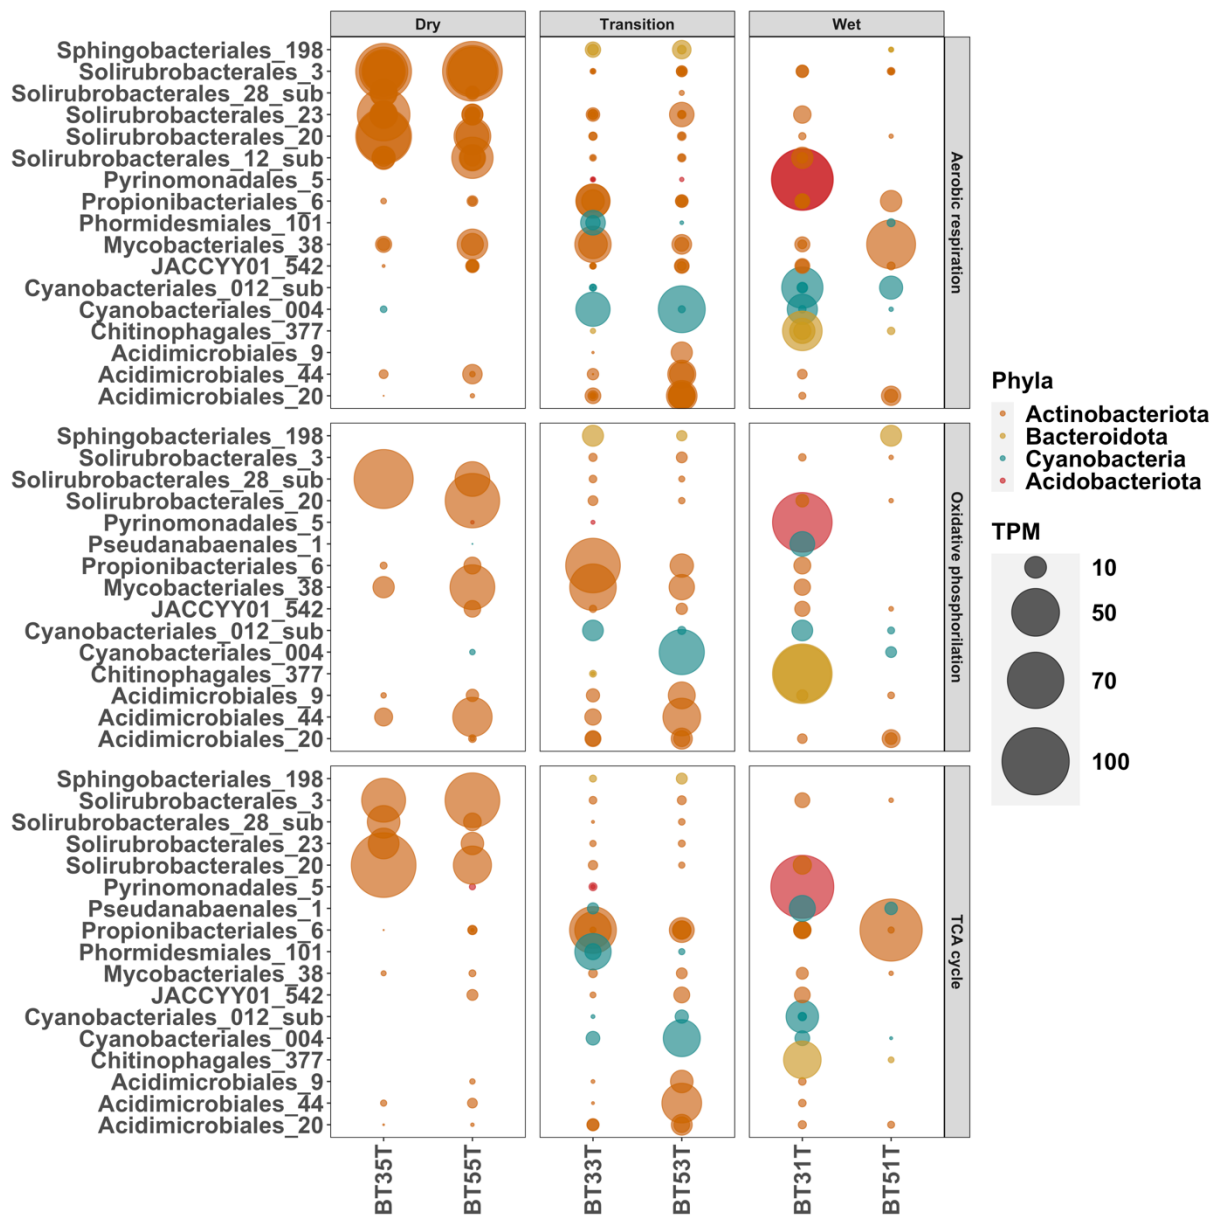 Dry
Transition
Wet
Sphingobacteriales_198
Solirubrobacterales_3
Solirubrobacterales_28_sub
Solirubrobacterales_23
Solirubrobacterales_20
Solirubrobacterales_12_sub
Pyrinomonadales_5
Propionibacteriales_6
Phormidesmiales_101
Mycobacteriales_38
JACCYY01_542
Cyanobacteriales_012_sub
Cyanobacteriales_004
Chitinophagales_377
Acidimicrobiales_9
Acidimicrobiales_44
Acidimicrobiales_20
Aerobic respiration
Sphingobacteriales_198
Solirubrobacterales_3
Solirubrobacterales_28_sub
Solirubrobacterales_20
Pyrinomonadales_5
Pseudanabaenales_1
Propionibacteriales_6
Mycobacteriales_38
JACCYY01_542
Cyanobacteriales_012_sub
Cyanobacteriales_004
Chitinophagales_377
Acidimicrobiales_9
Acidimicrobiales_44
Acidimicrobiales_20
Oxidative phosphorilation
Sphingobacteriales_198
Solirubrobacterales_3
Solirubrobacterales_28_sub
Solirubrobacterales_23
Solirubrobacterales_20
Pyrinomonadales_5
Pseudanabaenales_1
Propionibacteriales_6
Phormidesmiales_101
Mycobacteriales_38
JACCYY01_542
Cyanobacteriales_012_sub
Cyanobacteriales_004
Chitinophagales_377
Acidimicrobiales_9
Acidimicrobiales_44
Acidimicrobiales_20
TCA cycle
BT35T
BT55T
BT33T
BT53T
BT31T
BT51T
Phyla
Actinobacteriota
Bacteroidota
Cyanobacteria
Acidobacteriota
TPM
10
50
70
100